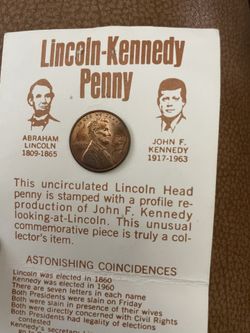 Lincoln-Kennedy
Penny
ABRAHAM
LINCOLN
1809-1865
JOHN F.
KENNEDY
1917-1963
This uncirculated Lincoln Head
penny is stamped with a profile re-
production of John F. Kennedy
looking-at-Lincoln. This unusual
commemorative piece is truly a col-
lector's item.
ASTONISHING COINCIDENCES
Lincoln was elected in 1860
Kennedy was elected in 1960
There are seven letters in each name
Both Presidents were slain on Friday
Both were slain in presence of their wives
Both were directly concerned with Civil Rights
Both Presidents had legality of elections
contested
Kennedy's Secretary